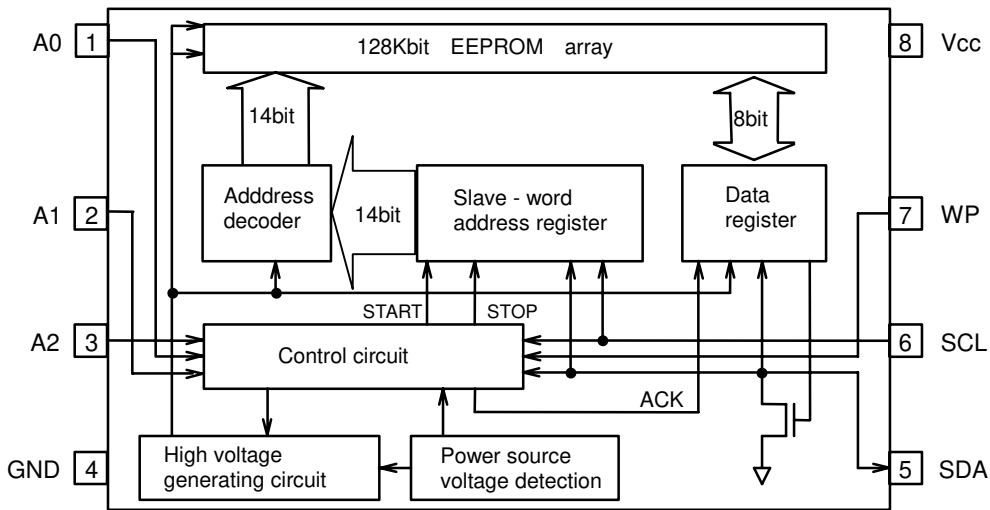 A0
1
128Kbit EEPROM array
8
Vcc
14bit
8bit
A1
2
Adddress
decoder
14bit
Slave - word
address register
Data
register
7
WP
START
STOP
A2
3
Control circuit
6
SCL
ACK
GND
4
High voltage
generating circuit
Power source
voltage detection
5
SDA